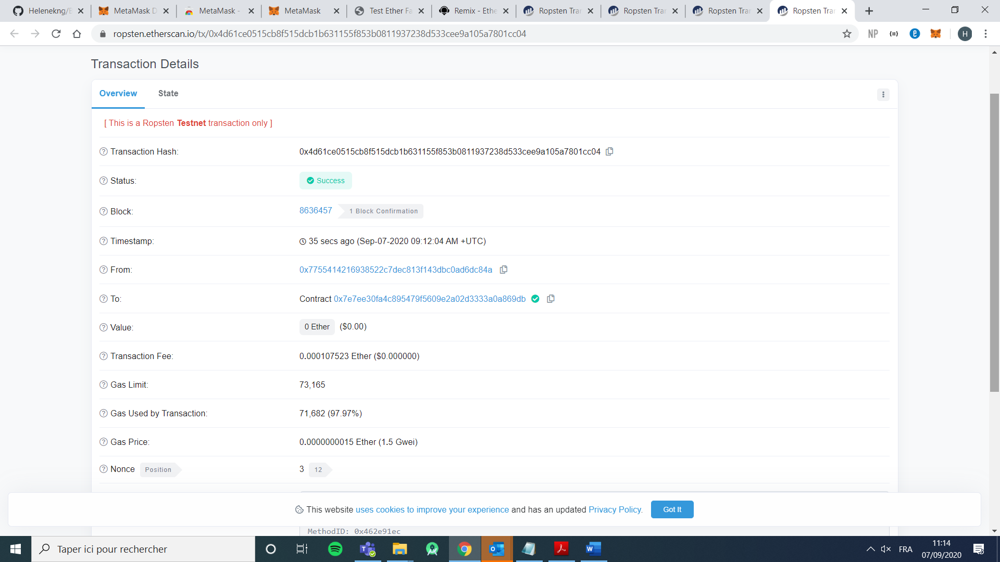 Helenekng/E
MetaMask D
MetaMask -
MetaMask
Test Ether Fa
Remix - Ethe
Ropsten Tran
Ropsten Tran
Ropsten Tran
Ropsten Tran
ropsten.etherscan.io/tx/0x4d61ce0515cb8f515dcb1b631155f853b0811937238d533cee9a105a7801cc04
NP
H
Transaction Details
Overview State
[ This is a Ropsten Testnet transaction only ]
Transaction Hash: 0x4d61ce0515cb8f515dcb1b631155f853b0811937238d533cee9a105a7801cc04
Status: Success
Block: 8636457 1 Block Confirmation
Timestamp: 35 secs ago (Sep-07-2020 09:12:04 AM +UTC)
From: 0x7755414216938522c7dec813f143dbc0ad6dc84a
To: Contract 0x7e7ee30fa4c895479f5609e2a02d3333a0a869db
Value: 0 Ether ($0.00)
Transaction Fee: 0.000107523 Ether ($0.000000)
Gas Limit: 73,165
Gas Used by Transaction: 71,682 (97.97%)
Gas Price: 0.0000000015 Ether (1.5 Gwei)
Nonce Position 3 12
This website uses cookies to improve your experience and has an updated Privacy Policy. Got It
MethodID: 0x462e91ec
Taper ici pour rechercher
FRA
11:14
07/09/2020